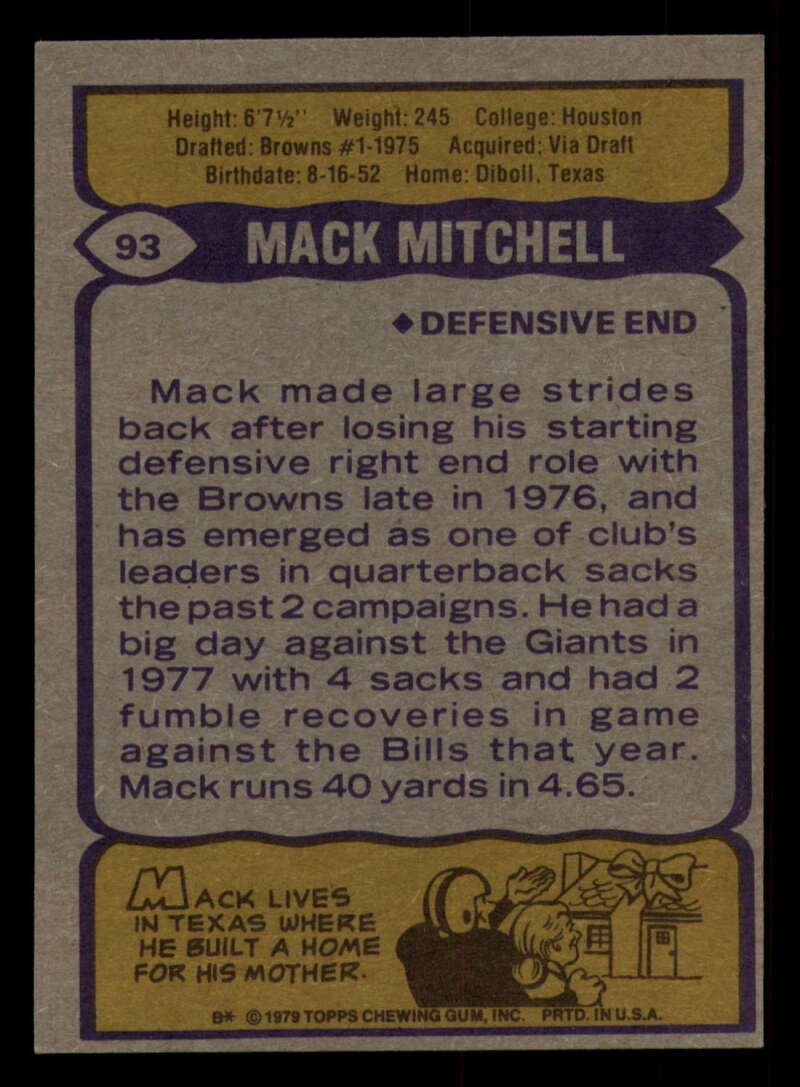 Height: 6'7½" Weight: 245 College: Houston
Drafted: Browns #1-1975 Acquired: Via Draft
Birthdate: 8-16-52 Home: Diboll, Texas
93 MACK MITCHELL
◆ DEFENSIVE END
Mack made large strides
back after losing his starting
defensive right end role with
the Browns late in 1976, and
has emerged as one of club's
leaders in quarterback sacks
the past 2 campaigns. He had a
big day against the Giants in
1977 with 4 sacks and had 2
fumble recoveries in game
against the Bills that year.
Mack runs 40 yards in 4.65.
MACK LIVES
IN TEXAS WHERE
HE BUILT A HOME
FOR HIS MOTHER.
B* © 1979 TOPPS CHEWING GUM, INC. PRTD. IN U.S.A.